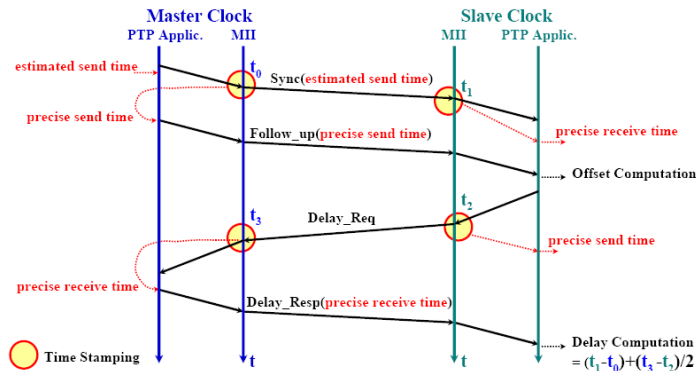 Master Clock
Slave Clock
PTP Applic.
MII
MII
PTP Applic.
estimated send time
t0
Sync(estimated send time)
t1
precise send time
Follow_up(precise send time)
precise receive time
Offset Computation
t3
Delay_Req
t2
precise send time
precise receive time
Delay_Resp(precise receive time)
Time Stamping
t
t
Delay Computation
= (t1-t0)+(t3-t2)/2